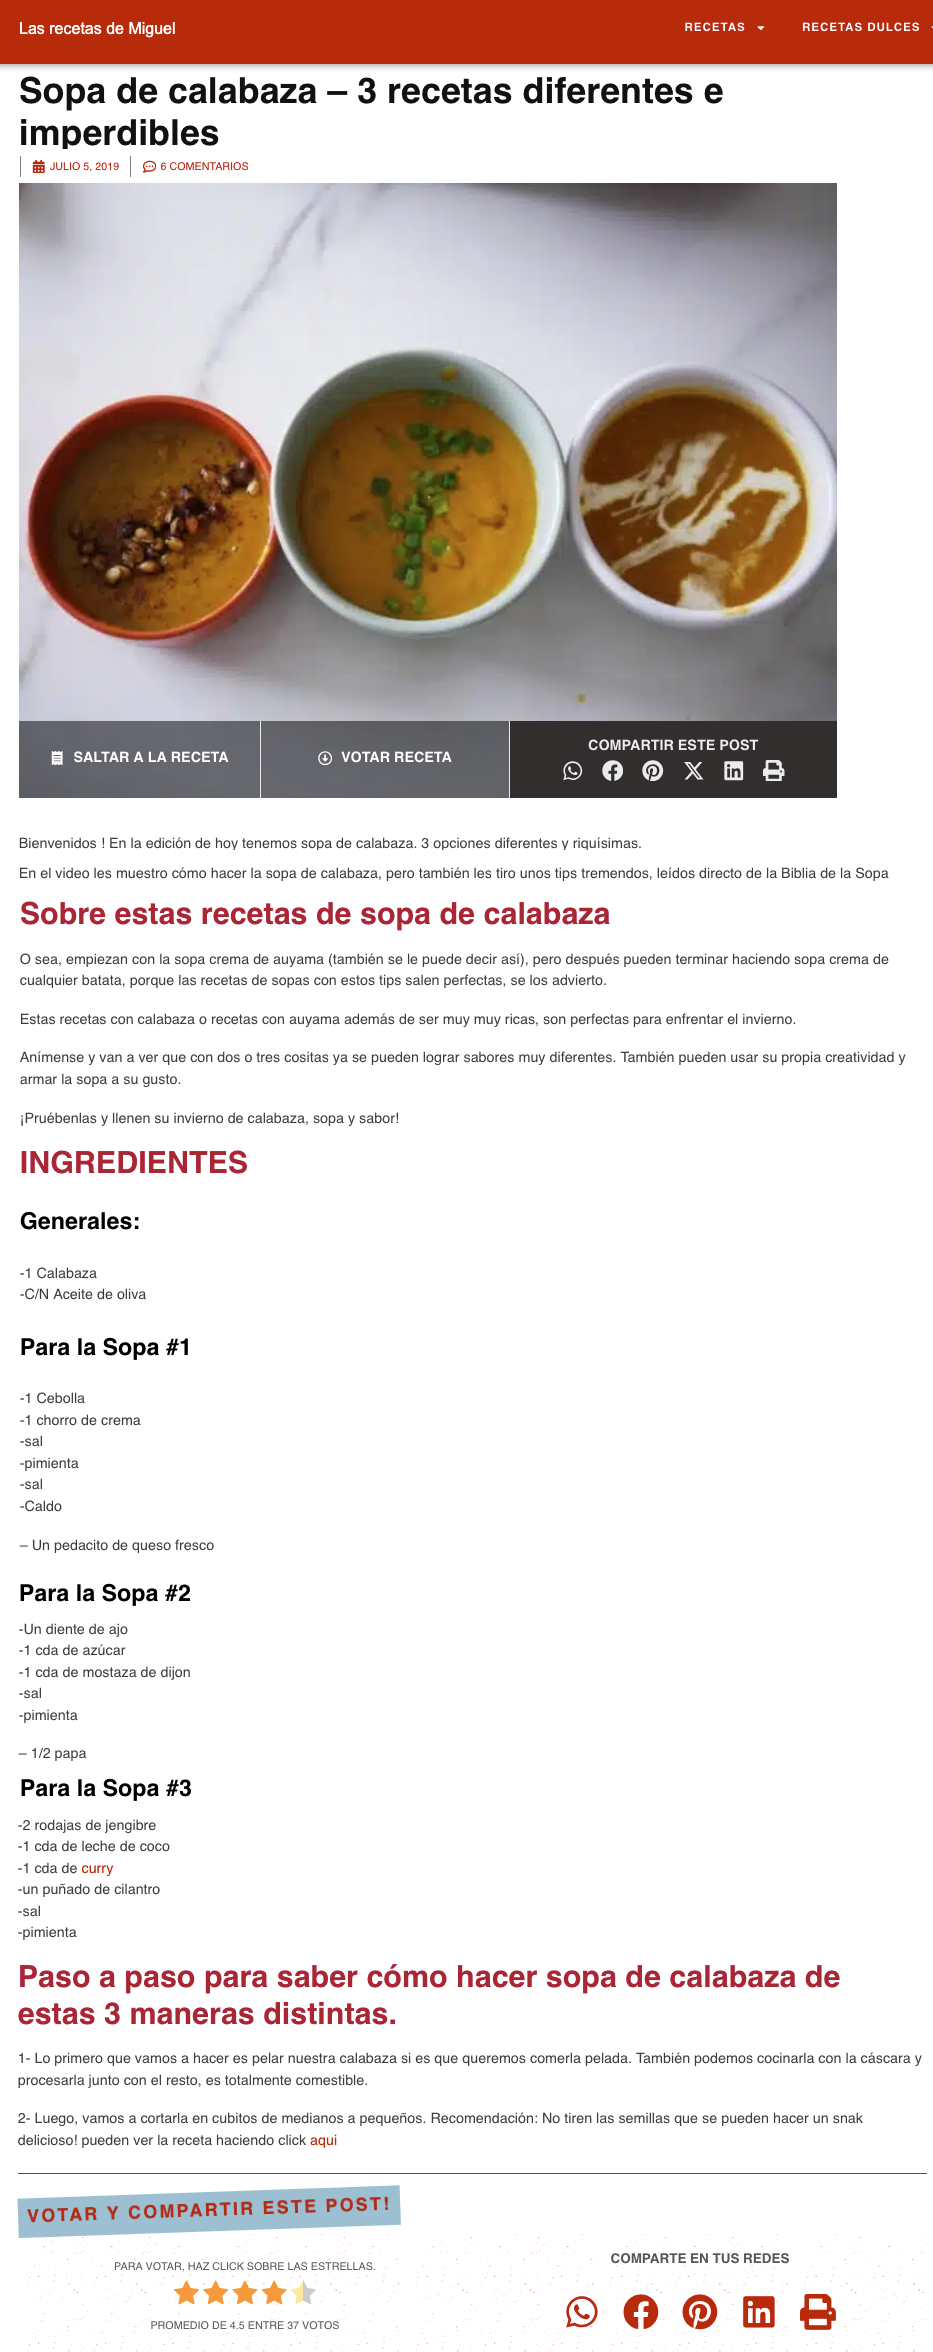 Las recetas de Miguel
RECETAS
RECETAS DULCES
Sopa de calabaza – 3 recetas diferentes e
imperdibles
JULIO 5, 2019
6 COMENTARIOS
SALTAR A LA RECETA
VOTAR RECETA
COMPARTIR ESTE POST
Bienvenidos ! En la edición de hoy tenemos sopa de calabaza. 3 opciones diferentes y riquísimas.
En el video les muestro cómo hacer la sopa de calabaza, pero también les tiro unos tips tremendos, leídos directo de la Biblia de la Sopa
Sobre estas recetas de sopa de calabaza
O sea, empiezan con la sopa crema de auyama (también se le puede decir así), pero después pueden terminar haciendo sopa crema de
cualquier batata, porque las recetas de sopas con estos tips salen perfectas, se los advierto.
Estas recetas con calabaza o recetas con auyama además de ser muy muy ricas, son perfectas para enfrentar el invierno.
Anímense y van a ver que con dos o tres cositas ya se pueden lograr sabores muy diferentes. También pueden usar su propia creatividad y
armar la sopa a su gusto.
¡Pruébenlas y llenen su invierno de calabaza, sopa y sabor!
INGREDIENTES
Generales:
-1 Calabaza
-C/N Aceite de oliva
Para la Sopa #1
-1 Cebolla
-1 chorro de crema
-sal
-pimienta
-sal
-Caldo
– Un pedacito de queso fresco
Para la Sopa #2
-Un diente de ajo
-1 cda de azúcar
-1 cda de mostaza de dijon
-sal
-pimienta
– 1/2 papa
Para la Sopa #3
-2 rodajas de jengibre
-1 cda de leche de coco
-1 cda de curry
-un puñado de cilantro
-sal
-pimienta
Paso a paso para saber cómo hacer sopa de calabaza de
estas 3 maneras distintas.
1- Lo primero que vamos a hacer es pelar nuestra calabaza si es que queremos comerla pelada. También podemos cocinarla con la cáscara y
procesarla junto con el resto, es totalmente comestible.
2- Luego, vamos a cortarla en cubitos de medianos a pequeños. Recomendación: No tiren las semillas que se pueden hacer un snak
delicioso! pueden ver la receta haciendo click aqui
VOTAR Y COMPARTIR ESTE POST!
PARA VOTAR, HAZ CLICK SOBRE LAS ESTRELLAS.
PROMEDIO DE 4.5 ENTRE 37 VOTOS
COMPARTE EN TUS REDES